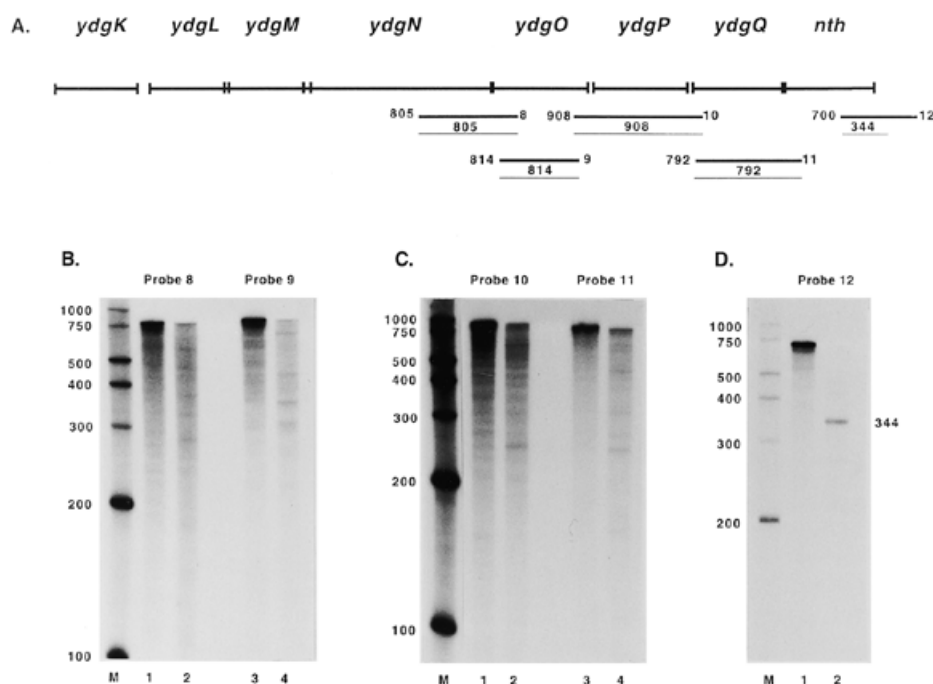 A. ydgK ydgL ydgM ydgN ydgO ydgP ydgQ nth
805 8 908 10 700 12
805 908 344
814 9 792 11
814 792
B. C. D.
Probe 8 Probe 9 Probe 10 Probe 11 Probe 12
1000
750
500
400
300
200
100
M 1 2 3 4
1000
750
500
400
300
200
100
M 1 2 3 4
1000
750
500
400
300
200
344
M 1 2